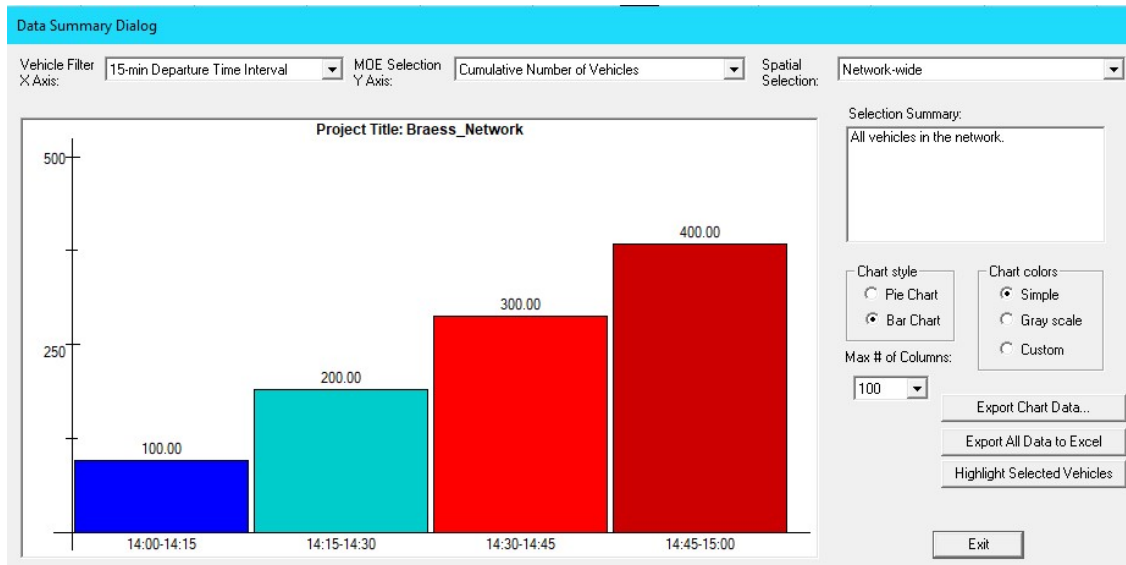 Data Summary Dialog
Vehicle Filter
X Axis:
15-min Departure Time Interval
MOE Selection
Y Axis:
Cumulative Number of Vehicles
Spatial
Selection:
Network-wide
Project Title: Braess_Network
500
250
100.00
200.00
300.00
400.00
14:00-14:15
14:15-14:30
14:30-14:45
14:45-15:00
Selection Summary:
All vehicles in the network.
Chart style
Pie Chart
Bar Chart
Chart colors
Simple
Gray scale
Custom
Max # of Columns:
100
Export Chart Data...
Export All Data to Excel
Highlight Selected Vehicles
Exit